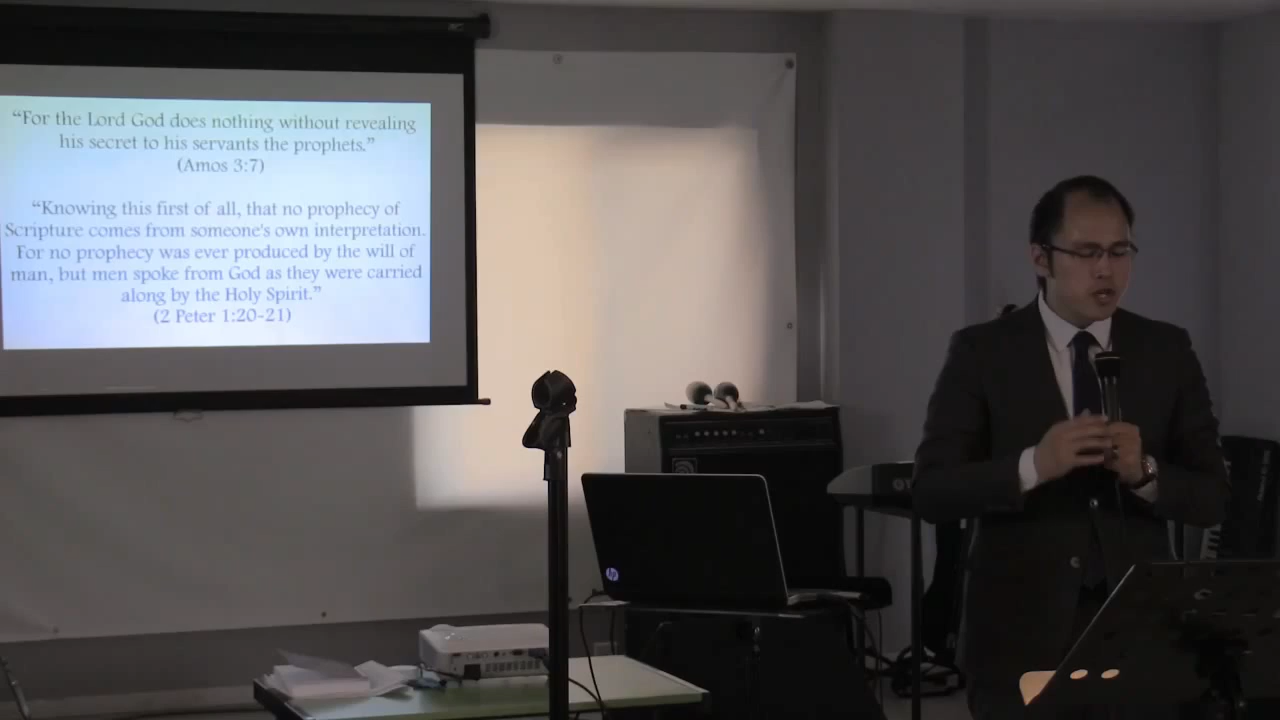 “For the Lord God does nothing without revealing
his secret to his servants the prophets.”
(Amos 3:7)
“Knowing this first of all, that no prophecy of
Scripture comes from someone's own interpretation.
For no prophecy was ever produced by the will of
man, but men spoke from God as they were carried
along by the Holy Spirit.”
(2 Peter 1:20-21)
hp